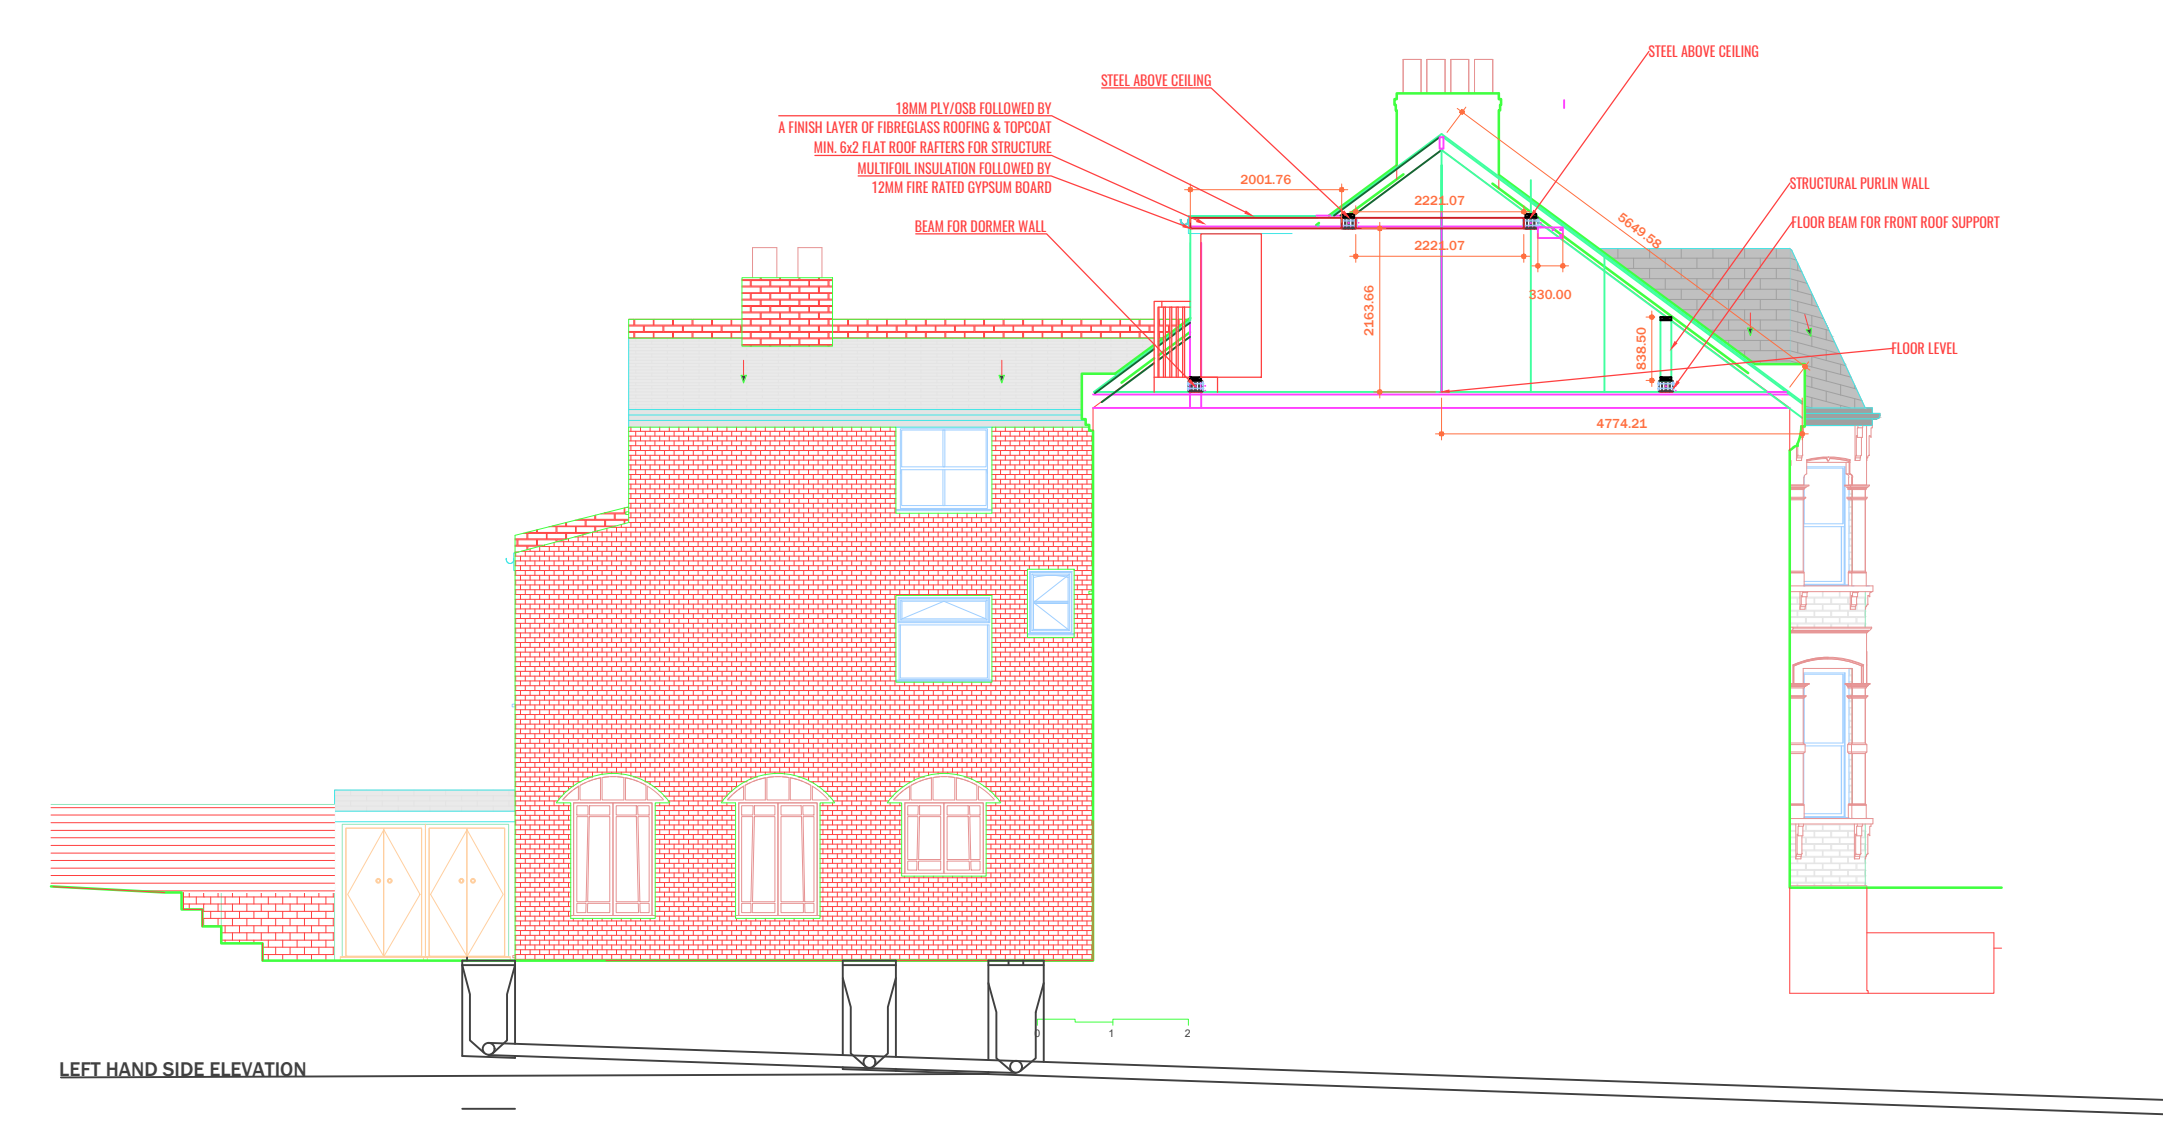 STEEL ABOVE CEILING
STEEL ABOVE CEILING
18MM PLY/OSB FOLLOWED BY
A FINISH LAYER OF FIBREGLASS ROOFING & TOPCOAT
MIN. 6x2 FLAT ROOF RAFTERS FOR STRUCTURE
MULTIFOIL INSULATION FOLLOWED BY
12MM FIRE RATED GYPSUM BOARD
BEAM FOR DORMER WALL
STRUCTURAL PURLIN WALL
FLOOR BEAM FOR FRONT ROOF SUPPORT
FLOOR LEVEL
2001.76
2221.07
2221.07
5649.58
330.00
2163.66
838.50
4774.21
0 1 2
LEFT HAND SIDE ELEVATION